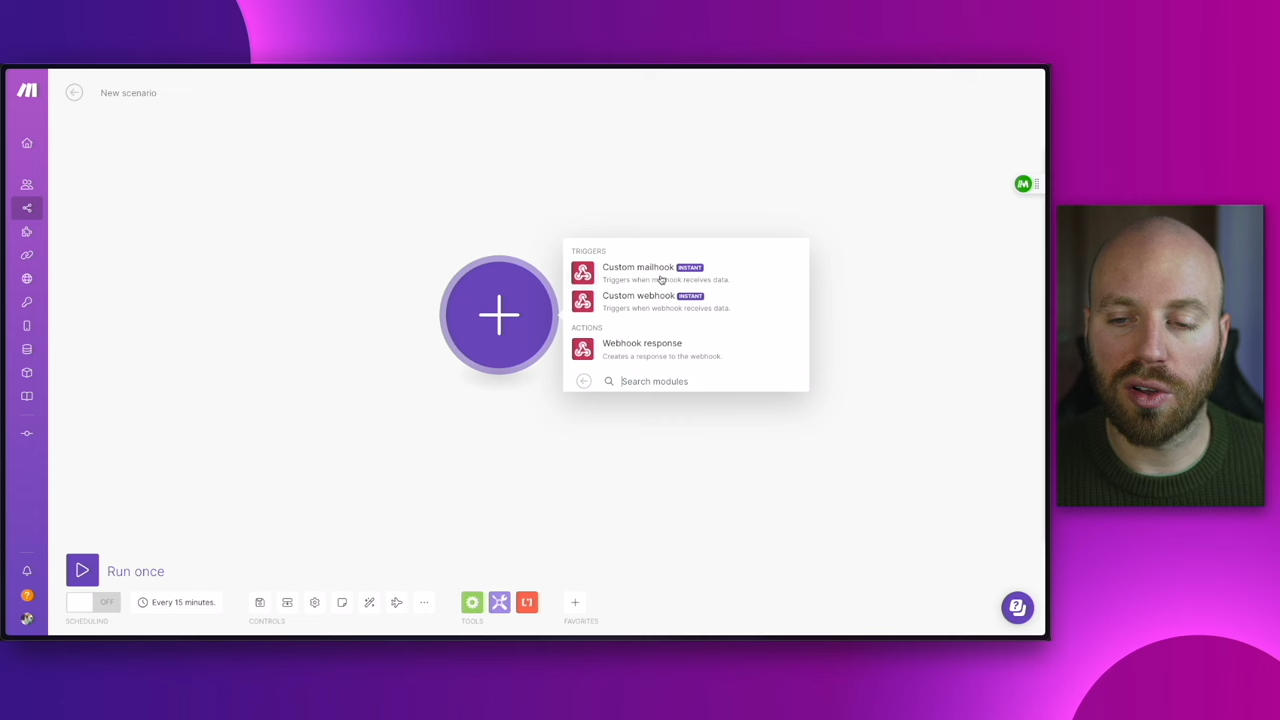 New scenario
TRIGGERS
Custom mailhook INSTANT
Triggers when mailhook receives data.
Custom webhook INSTANT
Triggers when webhook receives data.
ACTIONS
Webhook response
Creates a response to the webhook.
Search modules
Run once
OFF
Every 15 minutes.
SCHEDULING
CONTROLS
TOOLS
FAVORITES